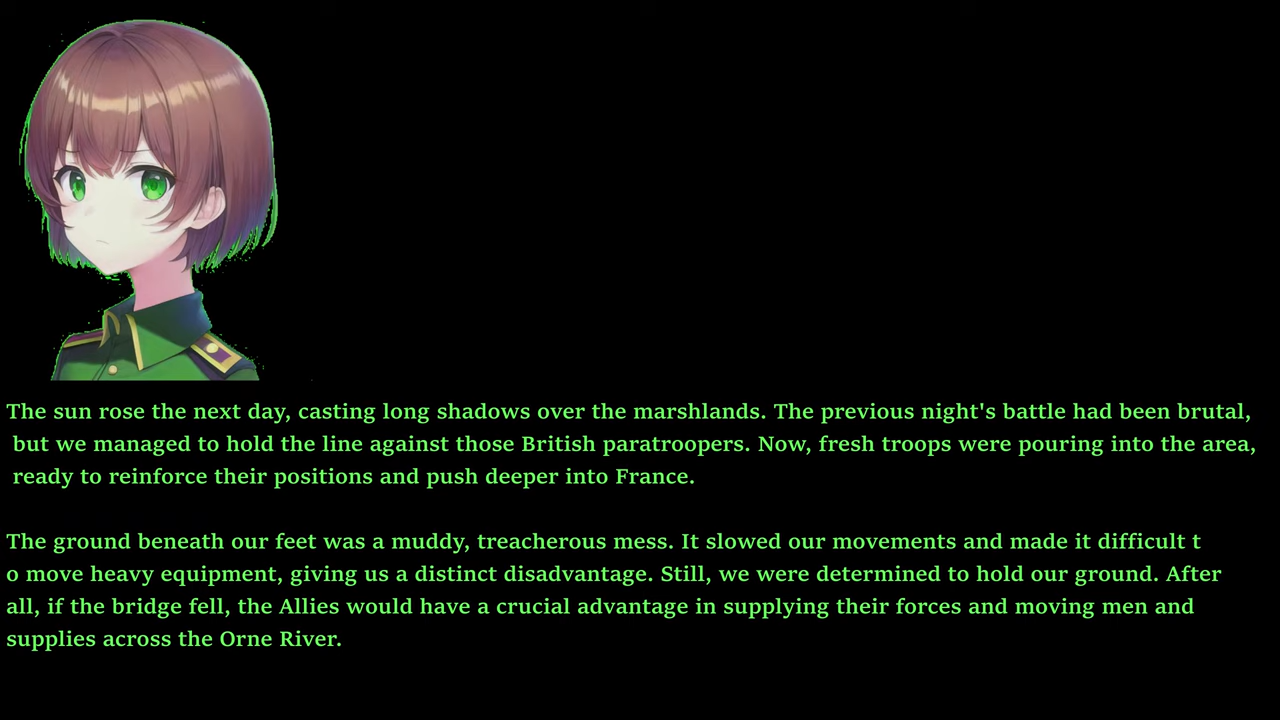 The sun rose the next day, casting long shadows over the marshlands. The previous night's battle had been brutal,
but we managed to hold the line against those British paratroopers. Now, fresh troops were pouring into the area,
ready to reinforce their positions and push deeper into France.
The ground beneath our feet was a muddy, treacherous mess. It slowed our movements and made it difficult t
o move heavy equipment, giving us a distinct disadvantage. Still, we were determined to hold our ground. After
all, if the bridge fell, the Allies would have a crucial advantage in supplying their forces and moving men and
supplies across the Orne River.